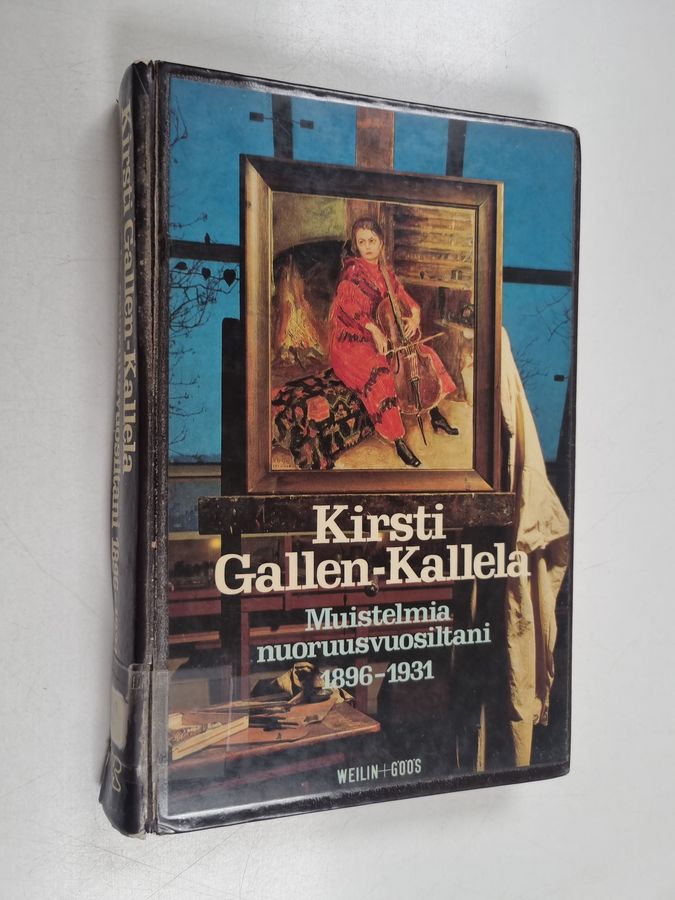 Kirsti
Gallen-Kallela
Muistelmia
nuoruusvuosiltani
1896-1931
WEILIN+GÖÖS
Kirsti Gallen-Kallela